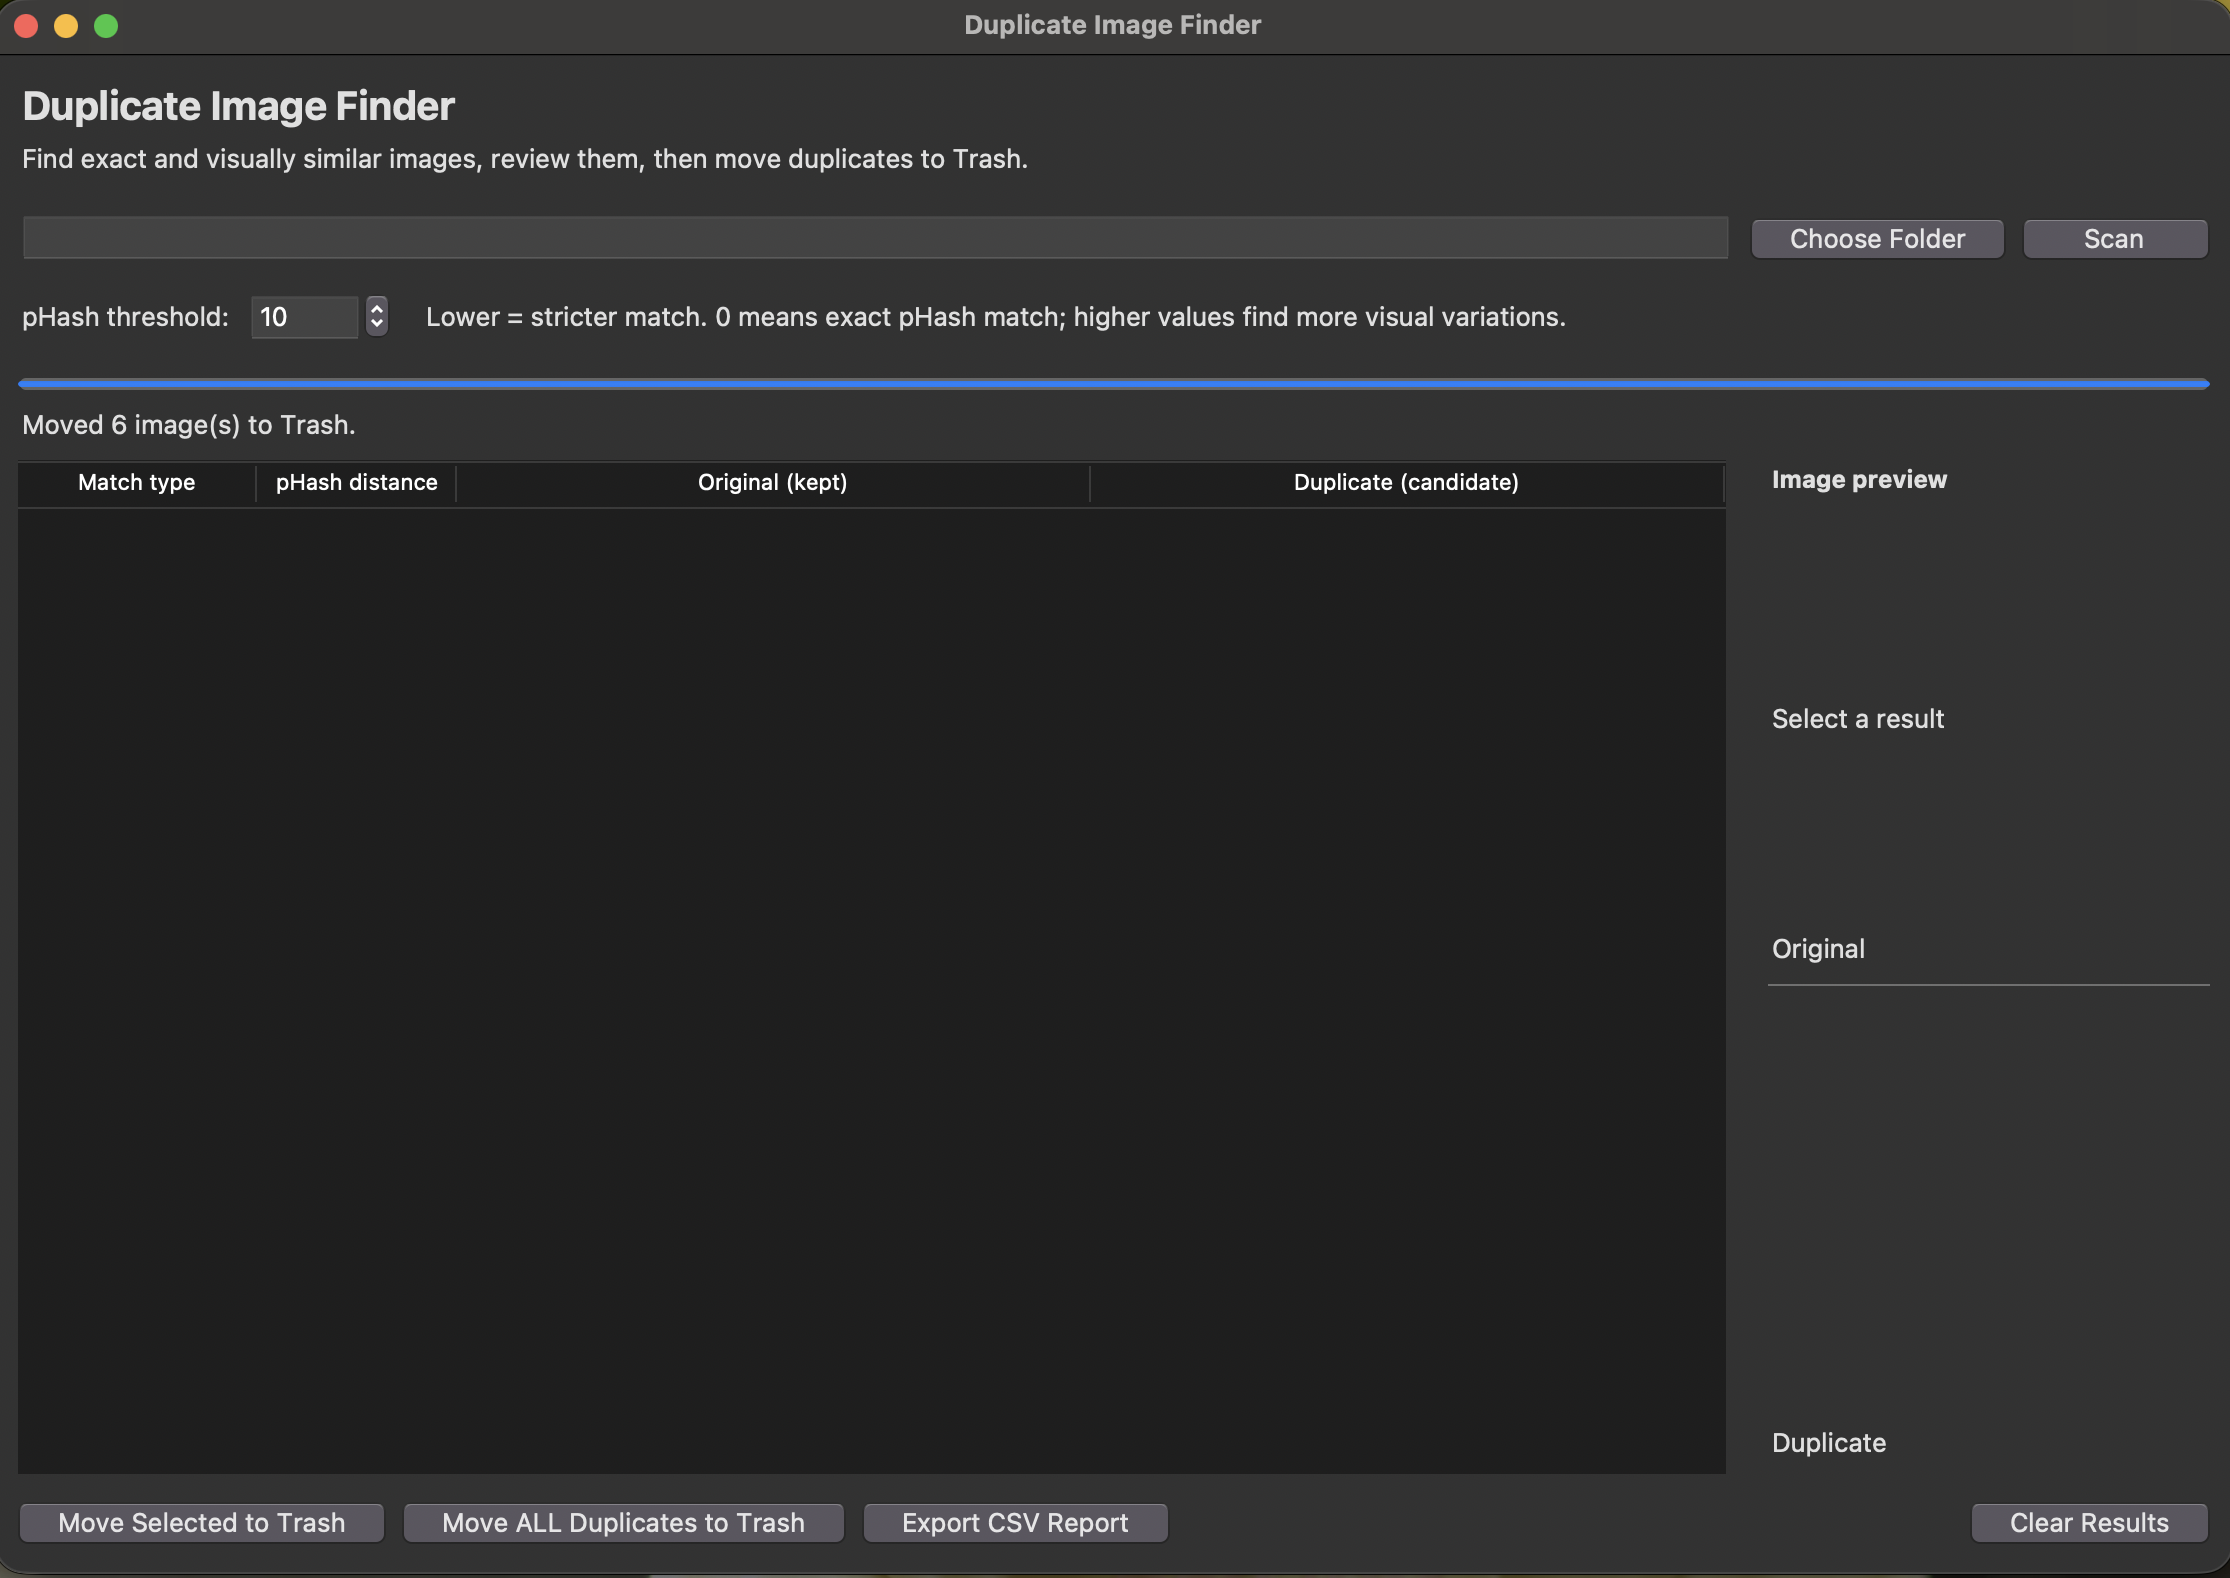 Duplicate Image Finder
Duplicate Image Finder
Find exact and visually similar images, review them, then move duplicates to Trash.
Choose Folder
Scan
pHash threshold: 10 Lower = stricter match. 0 means exact pHash match; higher values find more visual variations.
Moved 6 image(s) to Trash.
Match type pHash distance Original (kept) Duplicate (candidate)
Image preview
Select a result
Original
Duplicate
Move Selected to Trash Move ALL Duplicates to Trash Export CSV Report Clear Results